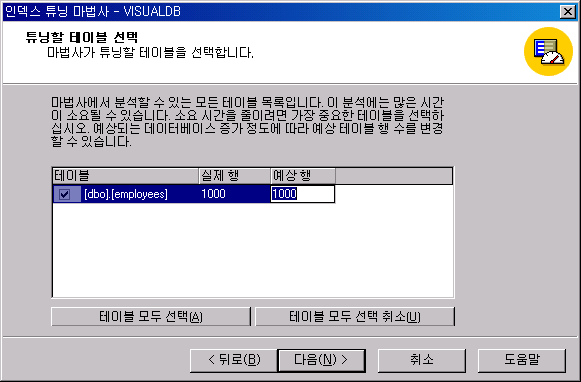 인덱스 튜닝 마법사 - VISUALDB
튜닝할 테이블 선택
마법사가 튜닝할 테이블을 선택합니다.
마법사에서 분석할 수 있는 모든 테이블 목록입니다. 이 분석에는 많은 시간
이 소요될 수 있습니다. 소요 시간을 줄이려면 가장 중요한 테이블을 선택하
십시오. 예상되는 데이터베이스 증가 정도에 따라 예상 테이블 행 수를 변경
할 수 있습니다.
테이블 실제 행 예상 행
[dbo].[employees] 1000 1000
테이블 모두 선택(A) 테이블 모두 선택 취소(U)
< 뒤로(B) 다음(N) > 취소 도움말